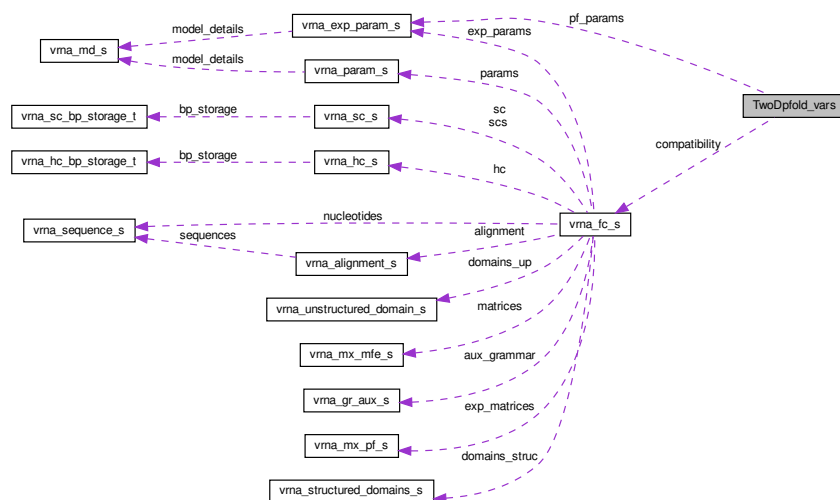 pf_params
model_details
vrna_exp_param_s
exp_params
vrna_md_s
model_details
vrna_param_s
params
TwoDpfold_vars
bp_storage
sc
scs
vrna_sc_bp_storage_t
vrna_sc_s
compatibility
bp_storage
vrna_hc_bp_storage_t
vrna_hc_s
hc
nucleotides
vrna_sequence_s
sequences
alignment
vrna_fc_s
vrna_alignment_s
domains_up
vrna_unstructured_domain_s
matrices
vrna_mx_mfe_s
aux_grammar
vrna_gr_aux_s
exp_matrices
vrna_mx_pf_s
domains_struc
vrna_structured_domains_s